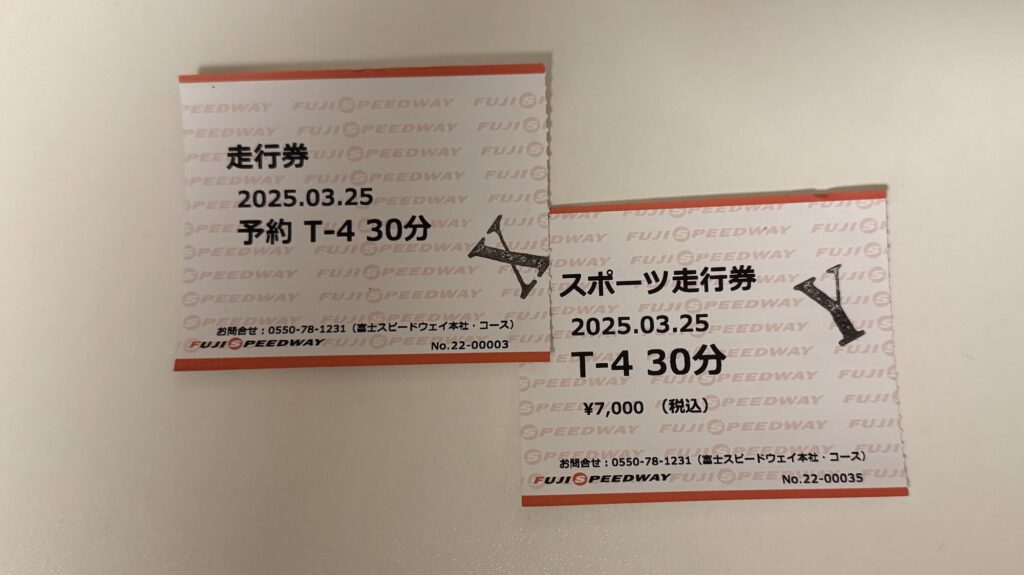 走行券
2025.03.25
予約 T-4 30分
X
お問合せ：0550-78-1231（富士スピードウェイ本社・コース）
FUJI SPEEDWAY
No.22-00003
スポーツ走行券
2025.03.25
T-4 30分
¥7,000 （税込）
Y
お問合せ：0550-78-1231（富士スピードウェイ本社・コース）
FUJI SPEEDWAY
No.22-00035